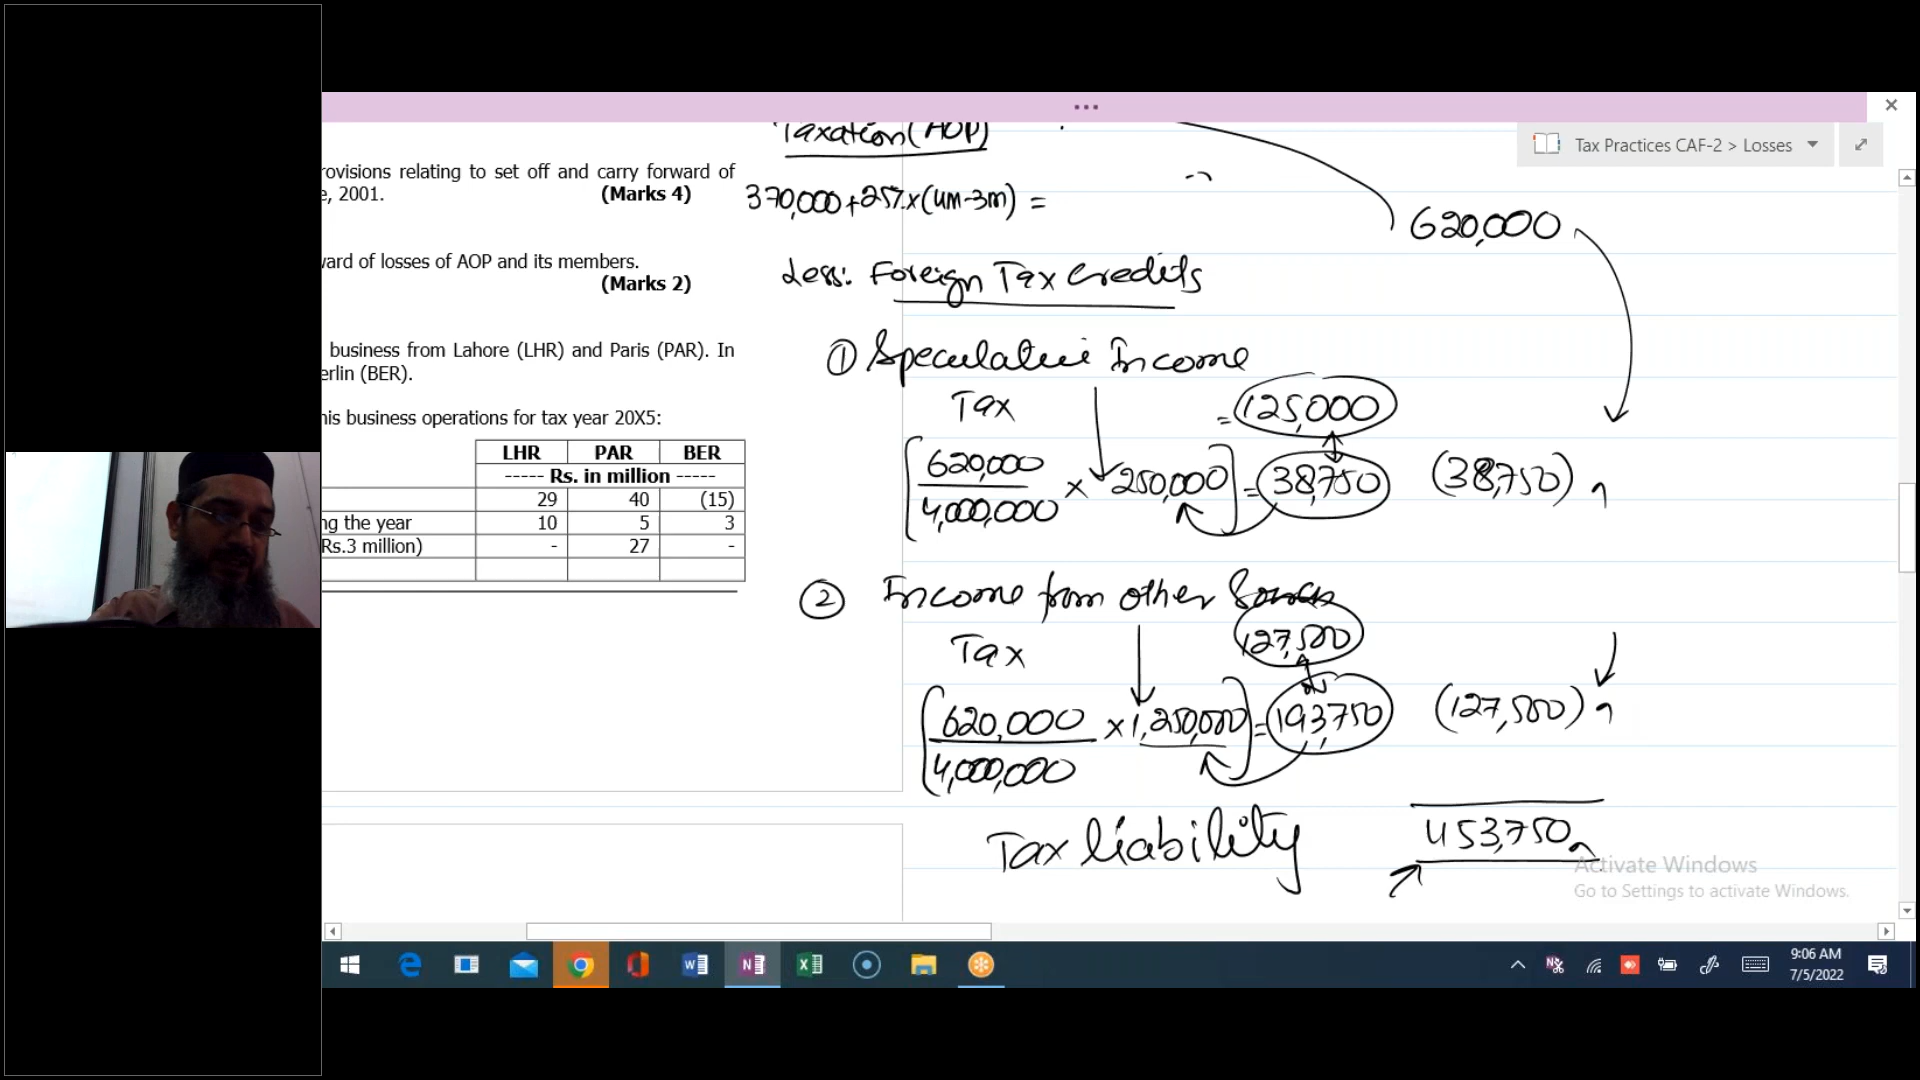 Taxation (AOP)
Tax Practices CAF-2 > Losses
rovisions relating to set off and carry forward of
e, 2001. (Marks 4)
370,000 + 25% x (4m-3m) =
620,000
ward of losses of AOP and its members.
(Marks 2)
Less: Foreign Tax Credits
business from Lahore (LHR) and Paris (PAR). In
erlin (BER).
his business operations for tax year 20X5:
LHR PAR BER
----- Rs. in million -----
29 40 (15)
ng the year 10 5 3
Rs.3 million) - 27 -
① Speculative Income
Tax
= 125,000
[620,000 / 4,000,000 x 250,000] = 38,750 (38,750)
② Income from other Sources
Tax
127,500
[620,000 / 4,000,000 x 1,250,000] = 193,750 (127,500)
Tax liability 453,750
Activate Windows
Go to Settings to activate Windows.
9:06 AM
7/5/2022